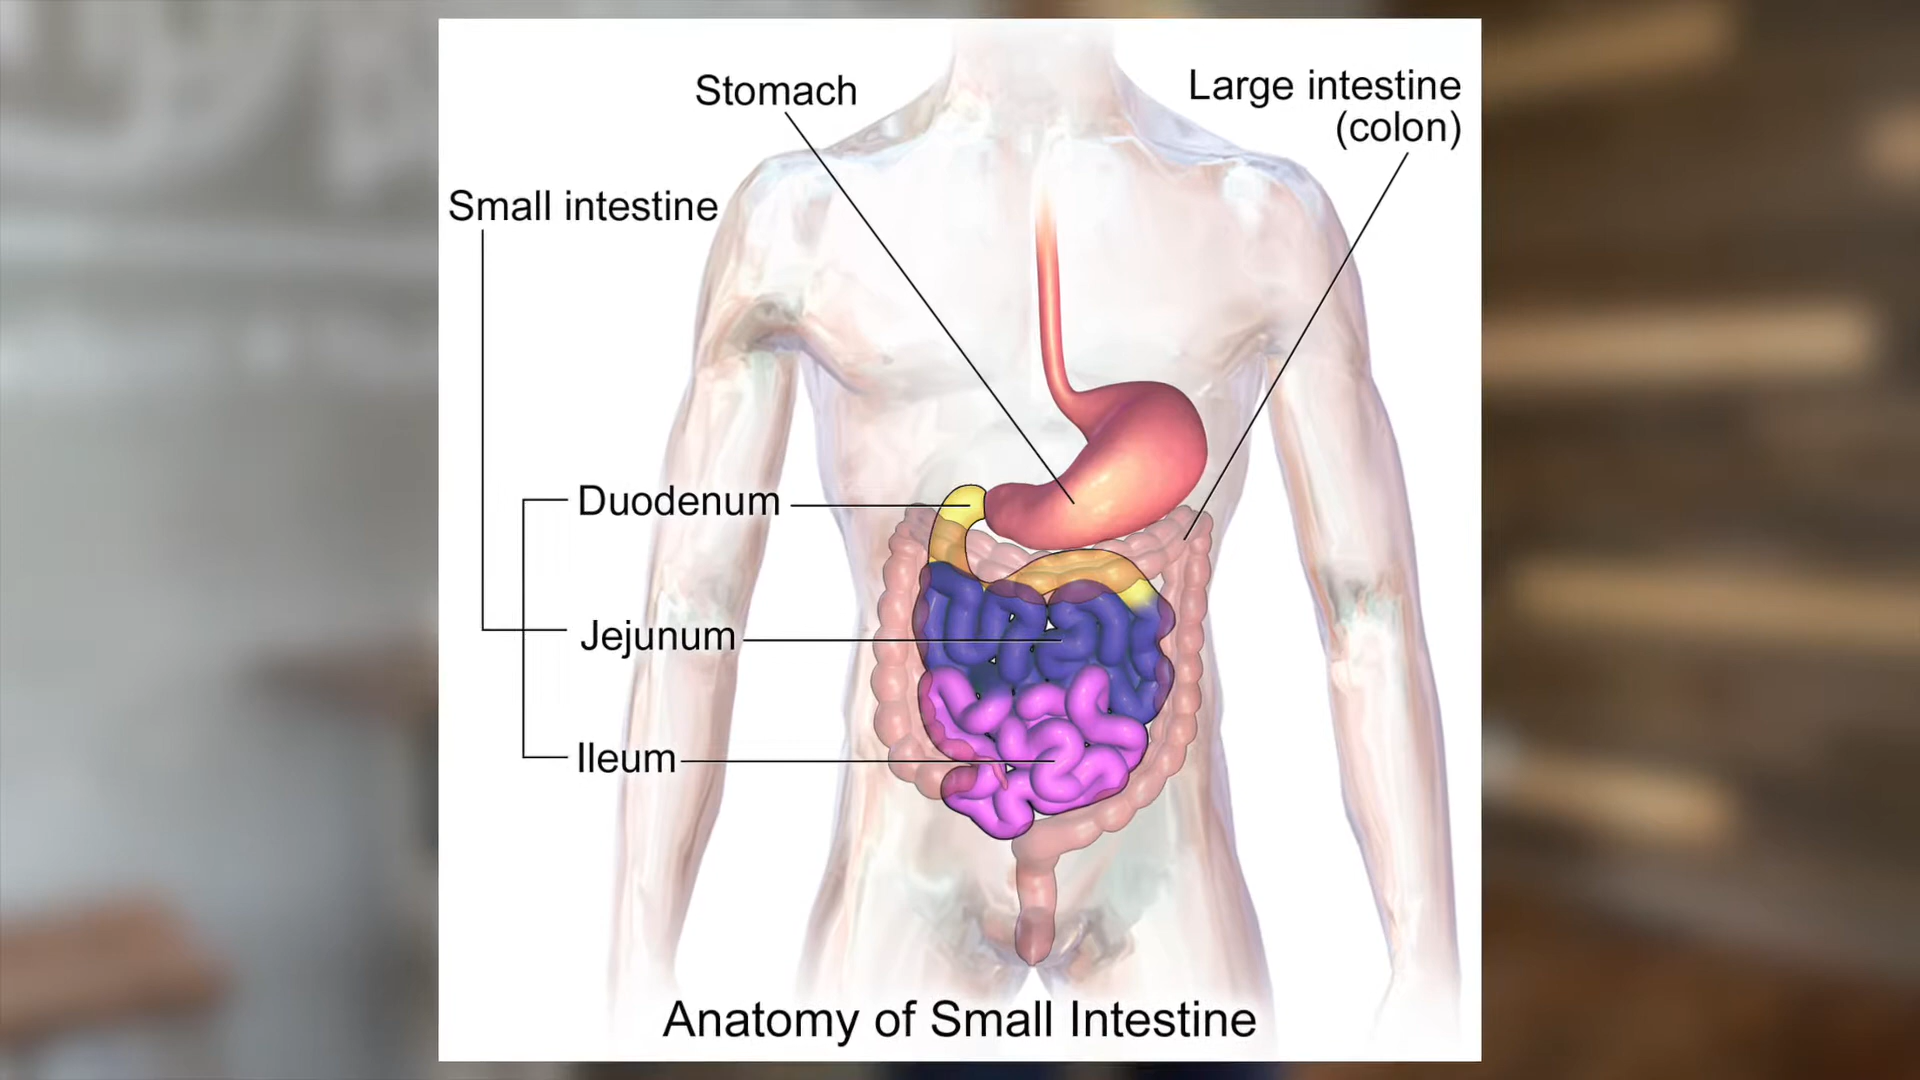 Stomach
Large intestine
(colon)
Small intestine
Duodenum
Jejunum
Ileum
Anatomy of Small Intestine